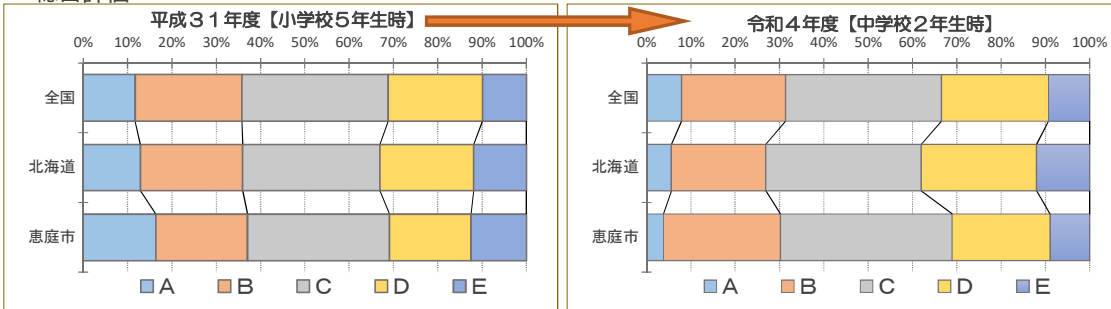 平成３１年度【小学校５年生時】
0% 10% 20% 30% 40% 50% 60% 70% 80% 90% 100%
全国
北海道
恵庭市
A B C D E
令和４年度【中学校２年生時】
0% 10% 20% 30% 40% 50% 60% 70% 80% 90% 100%
全国
北海道
恵庭市
A B C D E